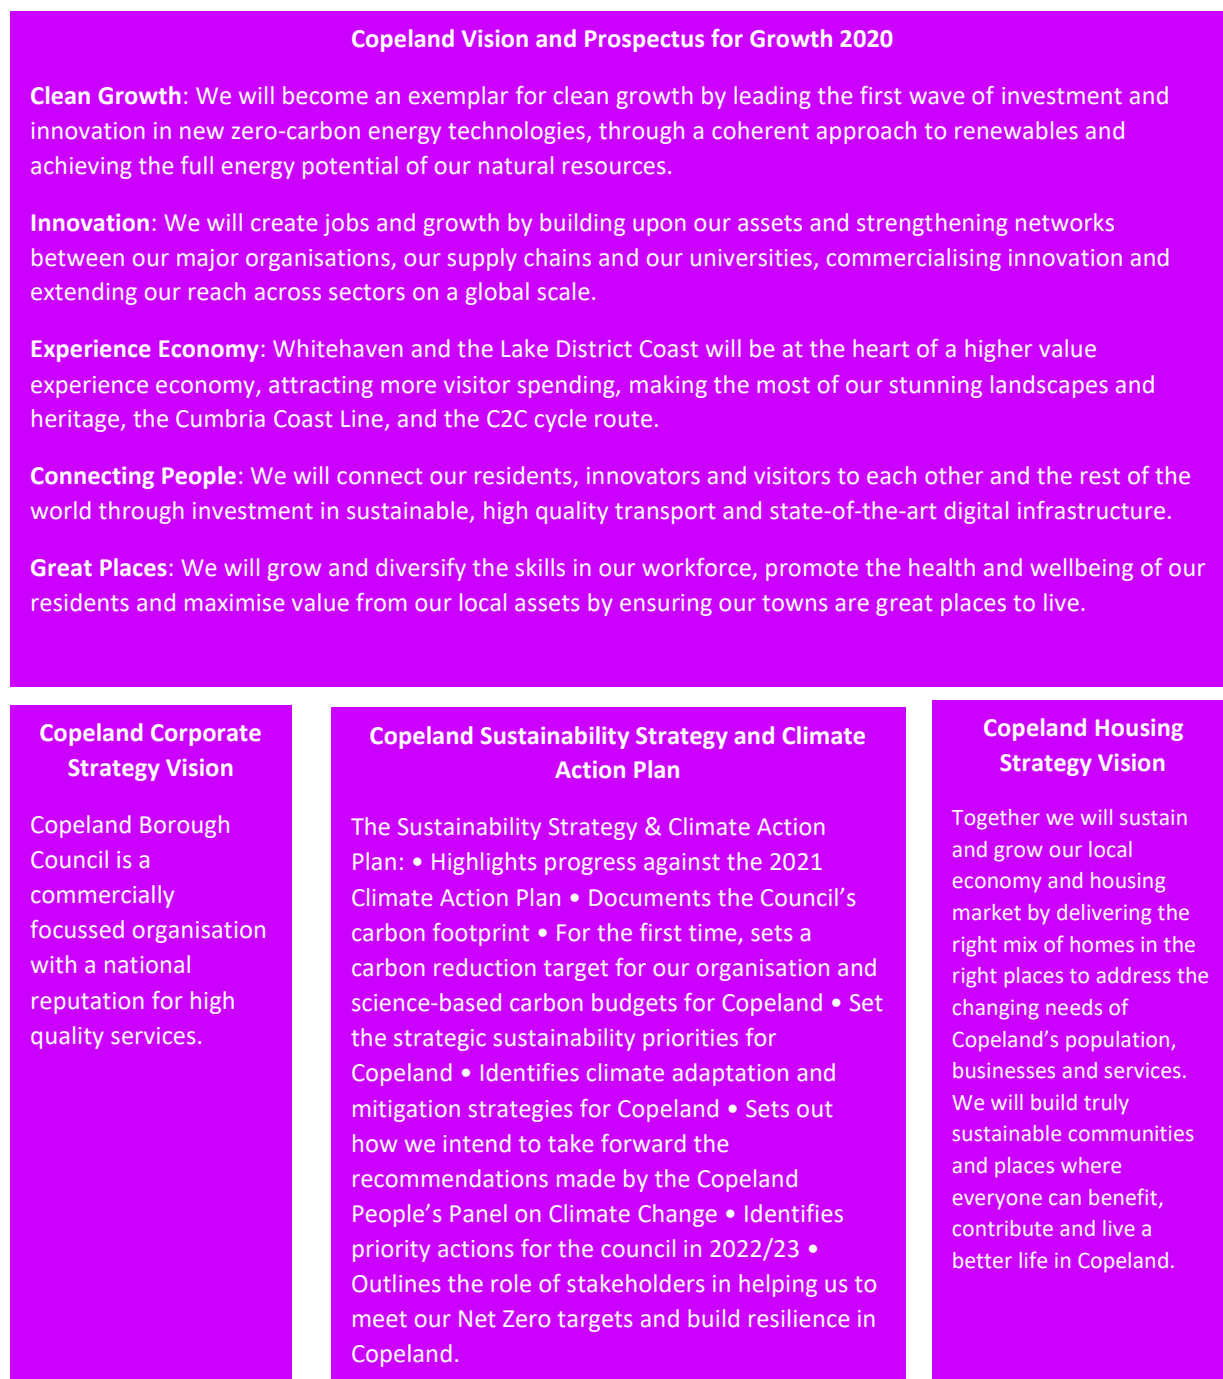 Copeland Vision and Prospectus for Growth 2020
Clean Growth: We will become an exemplar for clean growth by leading the first wave of investment and
innovation in new zero-carbon energy technologies, through a coherent approach to renewables and
achieving the full energy potential of our natural resources.
Innovation: We will create jobs and growth by building upon our assets and strengthening networks
between our major organisations, our supply chains and our universities, commercialising innovation and
extending our reach across sectors on a global scale.
Experience Economy: Whitehaven and the Lake District Coast will be at the heart of a higher value
experience economy, attracting more visitor spending, making the most of our stunning landscapes and
heritage, the Cumbria Coast Line, and the C2C cycle route.
Connecting People: We will connect our residents, innovators and visitors to each other and the rest of the
world through investment in sustainable, high quality transport and state-of-the-art digital infrastructure.
Great Places: We will grow and diversify the skills in our workforce, promote the health and wellbeing of our
residents and maximise value from our local assets by ensuring our towns are great places to live.
Copeland Corporate
Strategy Vision
Copeland Borough
Council is a
commercially
focussed organisation
with a national
reputation for high
quality services.
Copeland Sustainability Strategy and Climate
Action Plan
The Sustainability Strategy & Climate Action
Plan: • Highlights progress against the 2021
Climate Action Plan • Documents the Council’s
carbon footprint • For the first time, sets a
carbon reduction target for our organisation and
science-based carbon budgets for Copeland • Set
the strategic sustainability priorities for
Copeland • Identifies climate adaptation and
mitigation strategies for Copeland • Sets out
how we intend to take forward the
recommendations made by the Copeland
People’s Panel on Climate Change • Identifies
priority actions for the council in 2022/23 •
Outlines the role of stakeholders in helping us to
meet our Net Zero targets and build resilience in
Copeland.
Copeland Housing
Strategy Vision
Together we will sustain
and grow our local
economy and housing
market by delivering the
right mix of homes in the
right places to address the
changing needs of
Copeland’s population,
businesses and services.
We will build truly
sustainable communities
and places where
everyone can benefit,
contribute and live a
better life in Copeland.